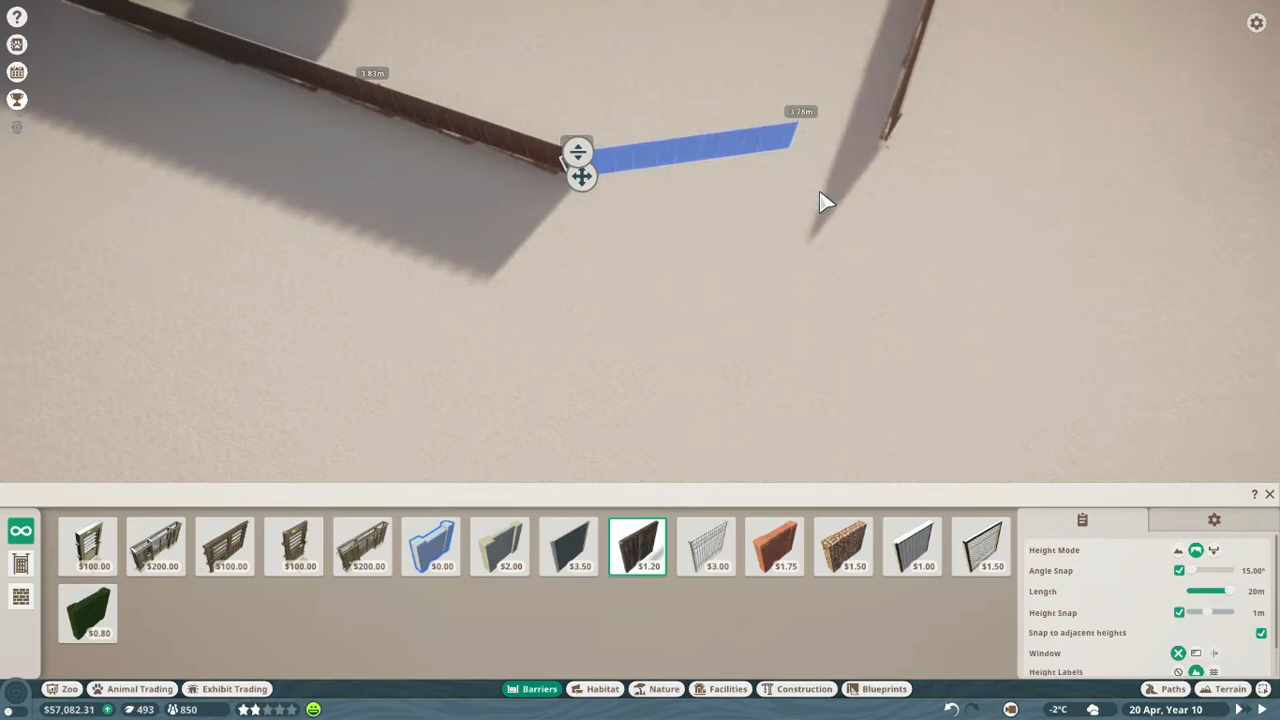 3.83m
3.78m
?
? ×
$100.00 $200.00 $100.00 $100.00 $200.00 $0.00 $2.00 $3.50 $1.20 $3.00 $1.75 $1.50 $1.00 $1.50
$0.80
Height Mode
Angle Snap 15.00°
Length 20m
Height Snap 1m
Snap to adjacent heights
Window
Height Labels
Zoo Animal Trading Exhibit Trading Barriers Habitat Nature Facilities Construction Blueprints Paths Terrain
$57,082.31 493 850 -2°C 20 Apr, Year 10